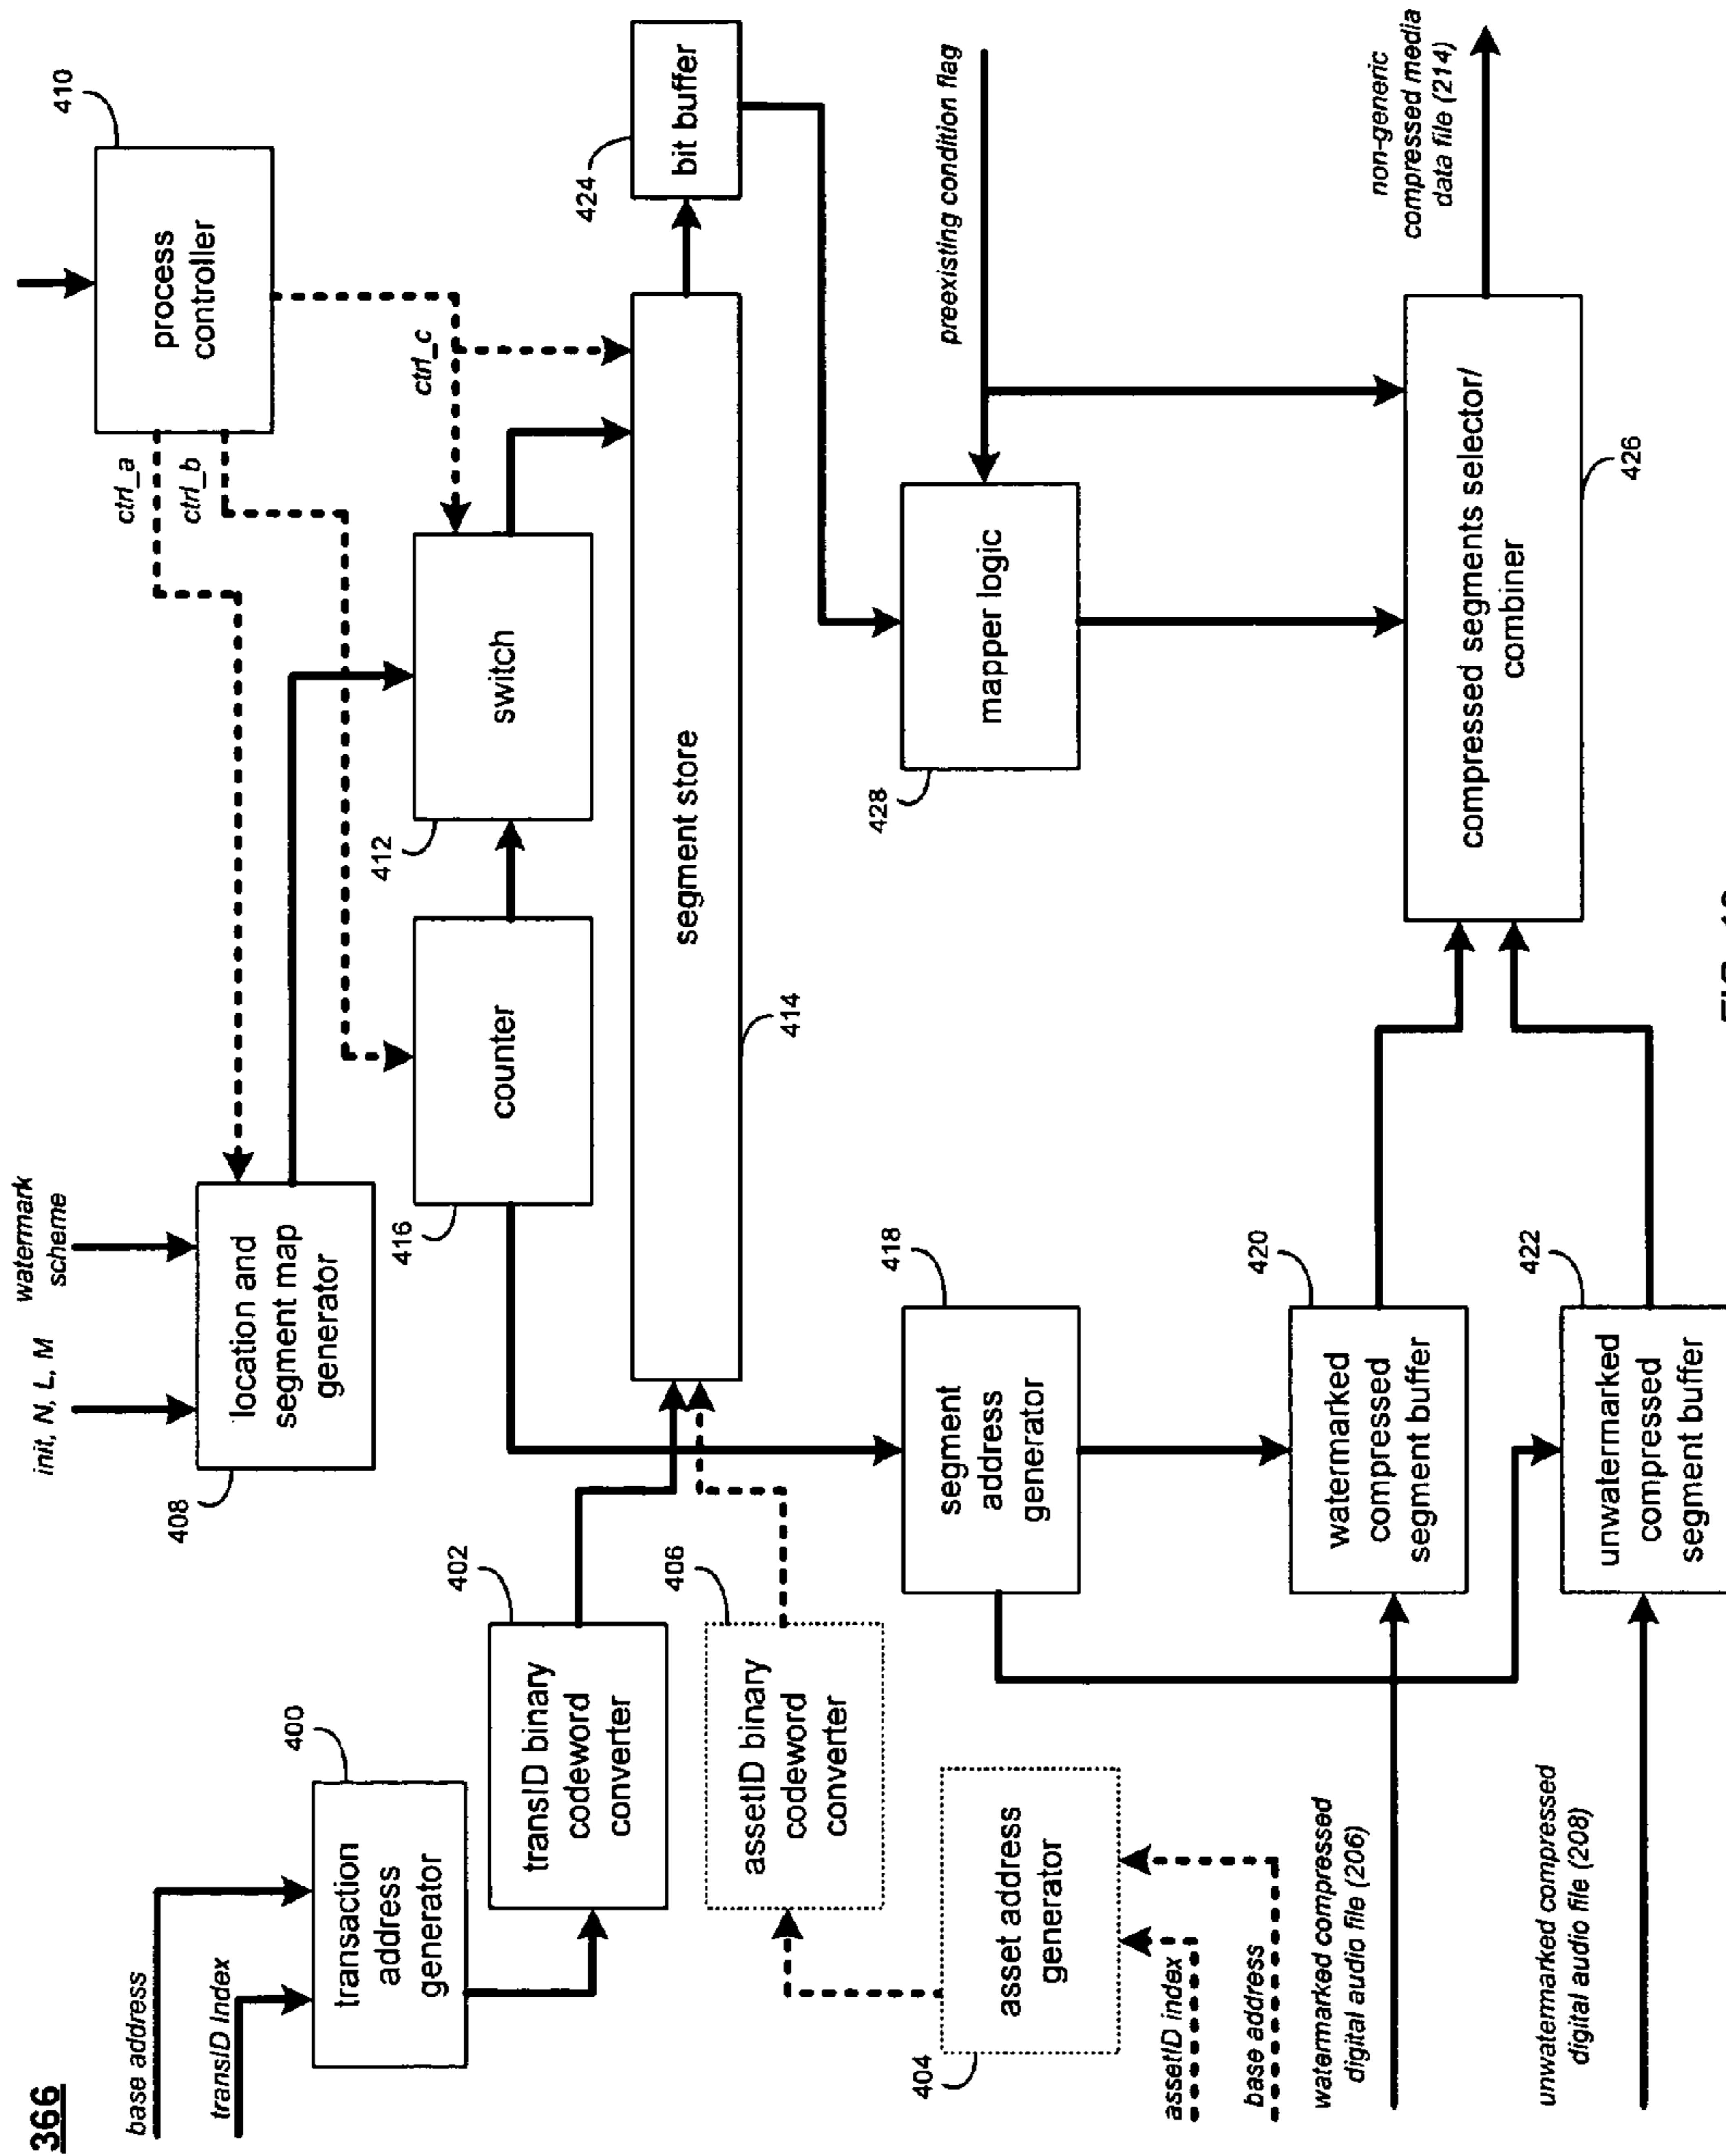 366
base address
transID Index
transaction
address
generator
400
transID binary
codeword
converter
402
assetID binary
codeword
converter
406
asset address
generator
404
assetID index
base address
watermarked compressed
digital audio file (206)
unwatermarked compressed
digital audio file (208)
init, N, L, M
watermark
scheme
location and
segment map
generator
408
process
controller
410
ctrl_a
ctrl_b
ctrl_c
counter
416
switch
412
segment store
414
bit buffer
424
segment
address
generator
418
watermarked
compressed
segment buffer
420
unwatermarked
compressed
segment buffer
422
mapper logic
428
preexisting condition flag
compressed segments selector/
combiner
426
non-generic
compressed media
data file (214)